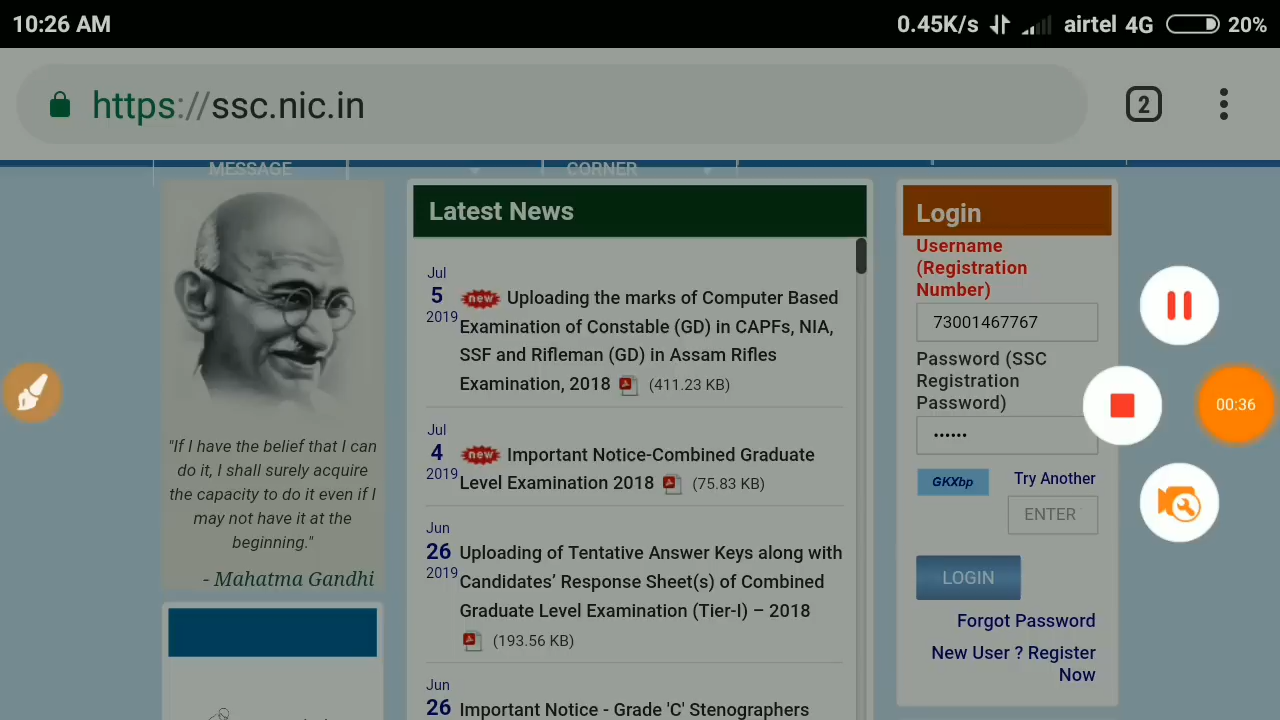 10:26 AM
0.45K/s airtel 4G 20%
https://ssc.nic.in
2
MESSAGE
CORNER
"If I have the belief that I can
do it, I shall surely acquire
the capacity to do it even if I
may not have it at the
beginning."
- Mahatma Gandhi
Latest News
Jul
5
2019
new Uploading the marks of Computer Based
Examination of Constable (GD) in CAPFs, NIA,
SSF and Rifleman (GD) in Assam Rifles
Examination, 2018 (411.23 KB)
Jul
4
2019
new Important Notice-Combined Graduate
Level Examination 2018 (75.83 KB)
Jun
26
2019
Uploading of Tentative Answer Keys along with
Candidates’ Response Sheet(s) of Combined
Graduate Level Examination (Tier-I) – 2018
(193.56 KB)
Jun
26
Important Notice - Grade 'C' Stenographers
Login
Username
(Registration
Number)
73001467767
Password (SSC
Registration
Password)
••••••
GKXbp
Try Another
ENTER
LOGIN
Forgot Password
New User ? Register
Now
00:36